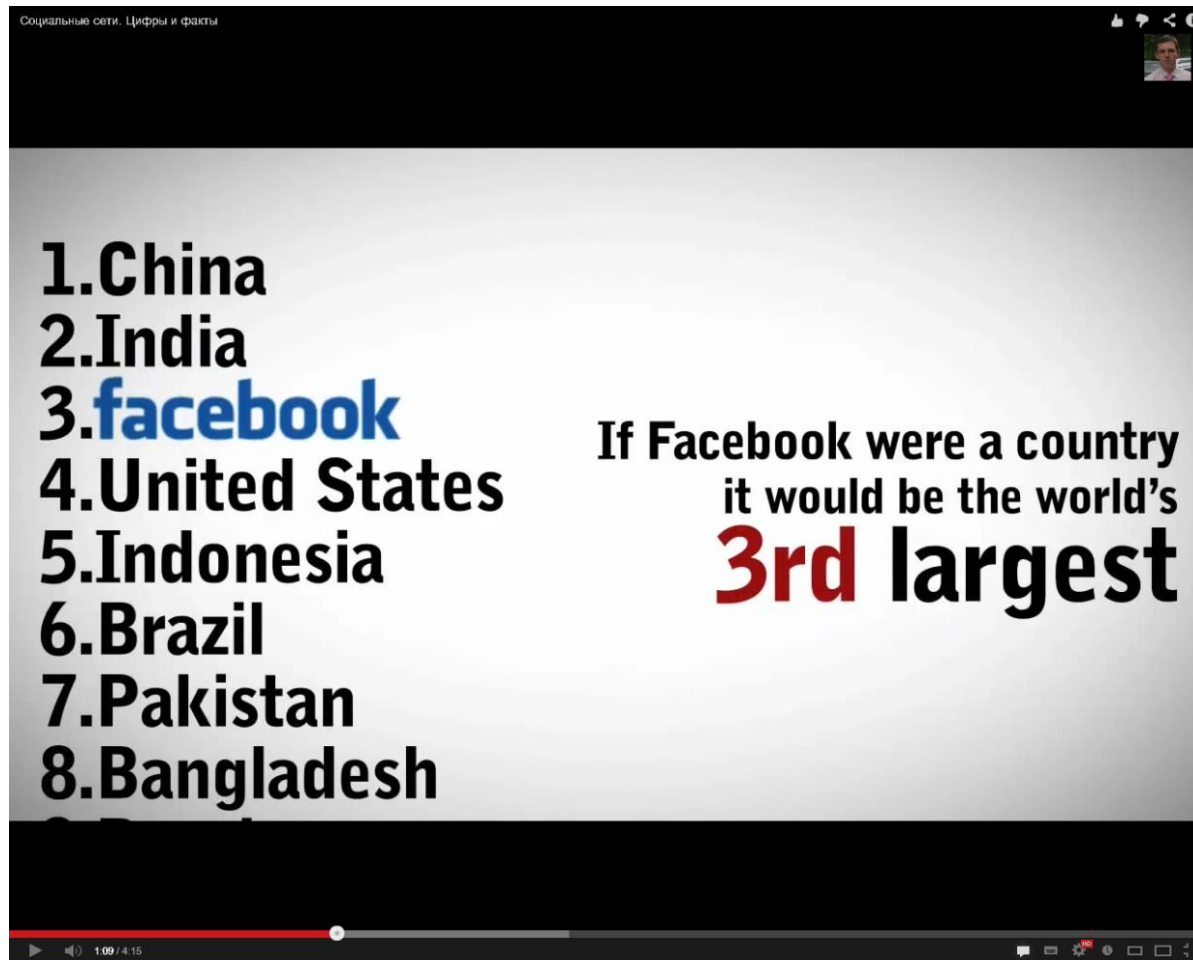 Социальные сети. Цифры и факты
1.China
2.India
3.facebook
4.United States
5.Indonesia
6.Brazil
7.Pakistan
8.Bangladesh
If Facebook were a country
it would be the world's
3rd largest
1:09 / 4:15
HD